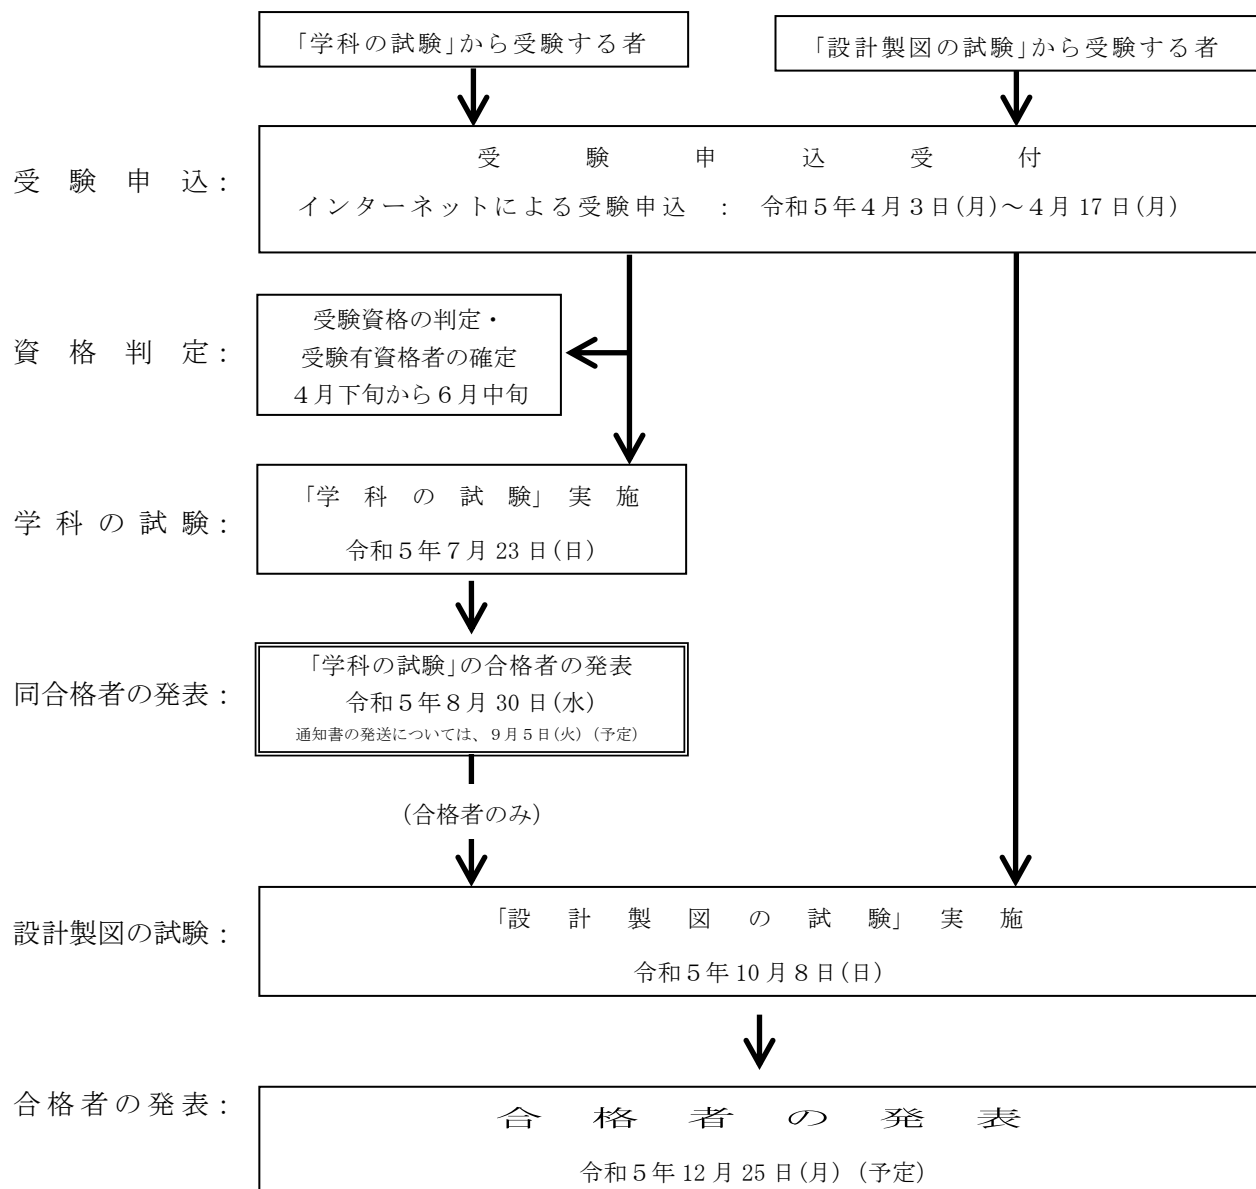 「学科の試験」から受験する者
「設計製図の試験」から受験する者
受験申込:
受験申込受付
インターネットによる受験申込 : 令和5年4月3日(月)~4月17日(月)
資格判定:
受験資格の判定・
受験有資格者の確定
4月下旬から6月中旬
学科の試験:
「学科の試験」実施
令和5年7月23日(日)
同合格者の発表:
「学科の試験」の合格者の発表
令和5年8月30日(水)
通知書の発送については、9月5日(火)(予定)
(合格者のみ)
設計製図の試験:
「設計製図の試験」実施
令和5年10月8日(日)
合格者の発表:
合格者の発表
令和5年12月25日(月)(予定)